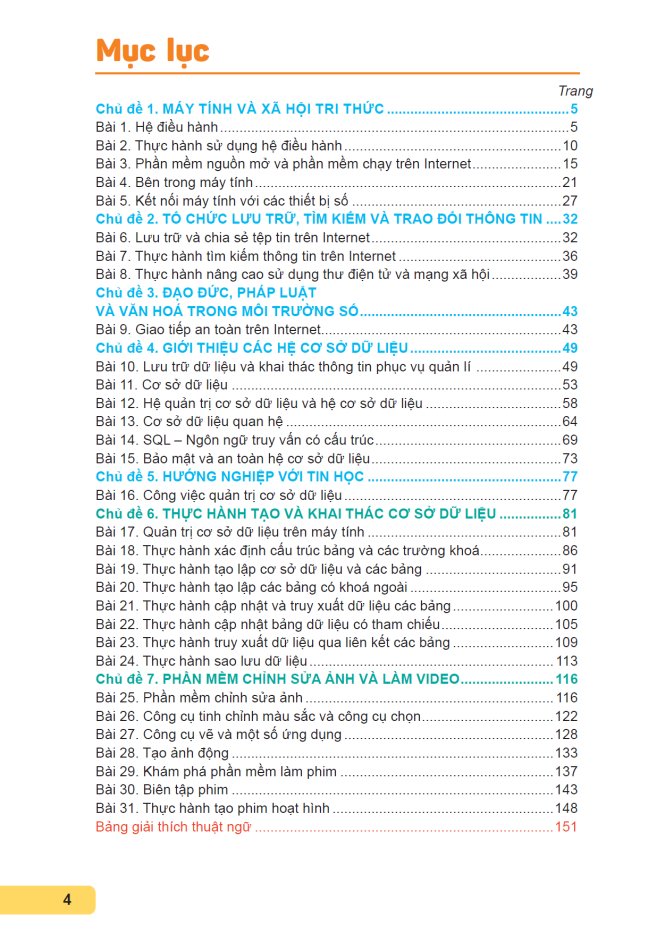 Mục lục
Trang
Chủ đề 1. MÁY TÍNH VÀ XÃ HỘI TRI THỨC ...............................................5
Bài 1. Hệ điều hành...........................................................................................5
Bài 2. Thực hành sử dụng hệ điều hành ........................................................10
Bài 3. Phần mềm nguồn mở và phần mềm chạy trên Internet.......................15
Bài 4. Bên trong máy tính................................................................................21
Bài 5. Kết nối máy tính với các thiết bị số ......................................................27
Chủ đề 2. TỔ CHỨC LƯU TRỮ, TÌM KIẾM VÀ TRAO ĐỔI THÔNG TIN ....32
Bài 6. Lưu trữ và chia sẻ tệp tin trên Internet.................................................32
Bài 7. Thực hành tìm kiếm thông tin trên Internet ..........................................36
Bài 8. Thực hành nâng cao sử dụng thư điện tử và mạng xã hội..................39
Chủ đề 3. ĐẠO ĐỨC, PHÁP LUẬT
VÀ VĂN HOÁ TRONG MÔI TRƯỜNG SỐ....................................................43
Bài 9. Giao tiếp an toàn trên Internet..............................................................43
Chủ đề 4. GIỚI THIỆU CÁC HỆ CƠ SỞ DỮ LIỆU.......................................49
Bài 10. Lưu trữ dữ liệu và khai thác thông tin phục vụ quản lí ......................49
Bài 11. Cơ sở dữ liệu ......................................................................................53
Bài 12. Hệ quản trị cơ sở dữ liệu và hệ cơ sở dữ liệu ...................................58
Bài 13. Cơ sở dữ liệu quan hệ ........................................................................64
Bài 14. SQL – Ngôn ngữ truy vấn có cấu trúc................................................69
Bài 15. Bảo mật và an toàn hệ cơ sở dữ liệu.................................................73
Chủ đề 5. HƯỚNG NGHIỆP VỚI TIN HỌC ..................................................77
Bài 16. Công việc quản trị cơ sở dữ liệu........................................................77
Chủ đề 6. THỰC HÀNH TẠO VÀ KHAI THÁC CƠ SỞ DỮ LIỆU ................81
Bài 17. Quản trị cơ sở dữ liệu trên máy tính ..................................................81
Bài 18. Thực hành xác định cấu trúc bảng và các trường khoá.....................86
Bài 19. Thực hành tạo lập cơ sở dữ liệu và các bảng ...................................91
Bài 20. Thực hành tạo lập các bảng có khoá ngoài .......................................95
Bài 21. Thực hành cập nhật và truy xuất dữ liệu các bảng..........................100
Bài 22. Thực hành cập nhật bảng dữ liệu có tham chiếu.............................105
Bài 23. Thực hành truy xuất dữ liệu qua liên kết các bảng ..........................109
Bài 24. Thực hành sao lưu dữ liệu ............................................................... 113
Chủ đề 7. PHẦN MỀM CHỈNH SỬA ẢNH VÀ LÀM VIDEO........................116
Bài 25. Phần mềm chỉnh sửa ảnh ................................................................ 116
Bài 26. Công cụ tinh chỉnh màu sắc và công cụ chọn..................................122
Bài 27. Công cụ vẽ và một số ứng dụng ......................................................128
Bài 28. Tạo ảnh động ....................................................................................133
Bài 29. Khám phá phần mềm làm phim .......................................................137
Bài 30. Biên tập phim ....................................................................................143
Bài 31. Thực hành tạo phim hoạt hình .........................................................148
Bảng giải thích thuật ngữ .............................................................................151
4